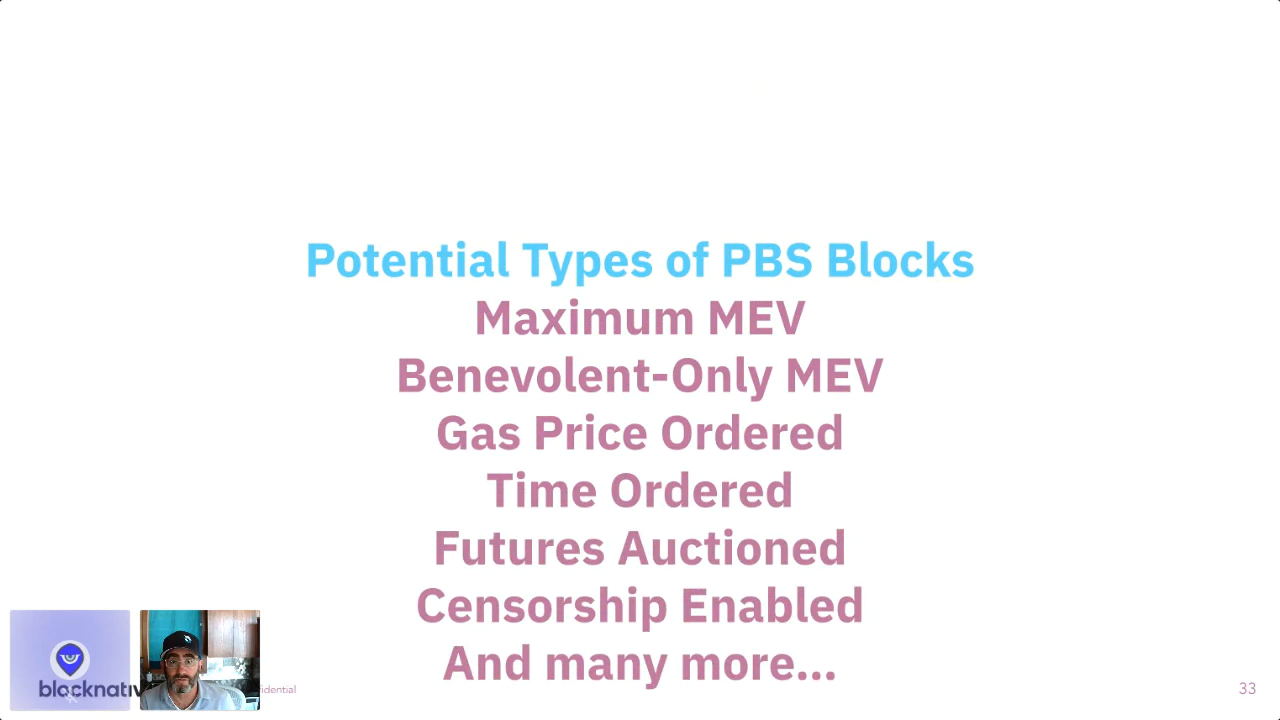 Potential Types of PBS Blocks
Maximum MEV
Benevolent-Only MEV
Gas Price Ordered
Time Ordered
Futures Auctioned
Censorship Enabled
And many more...
33